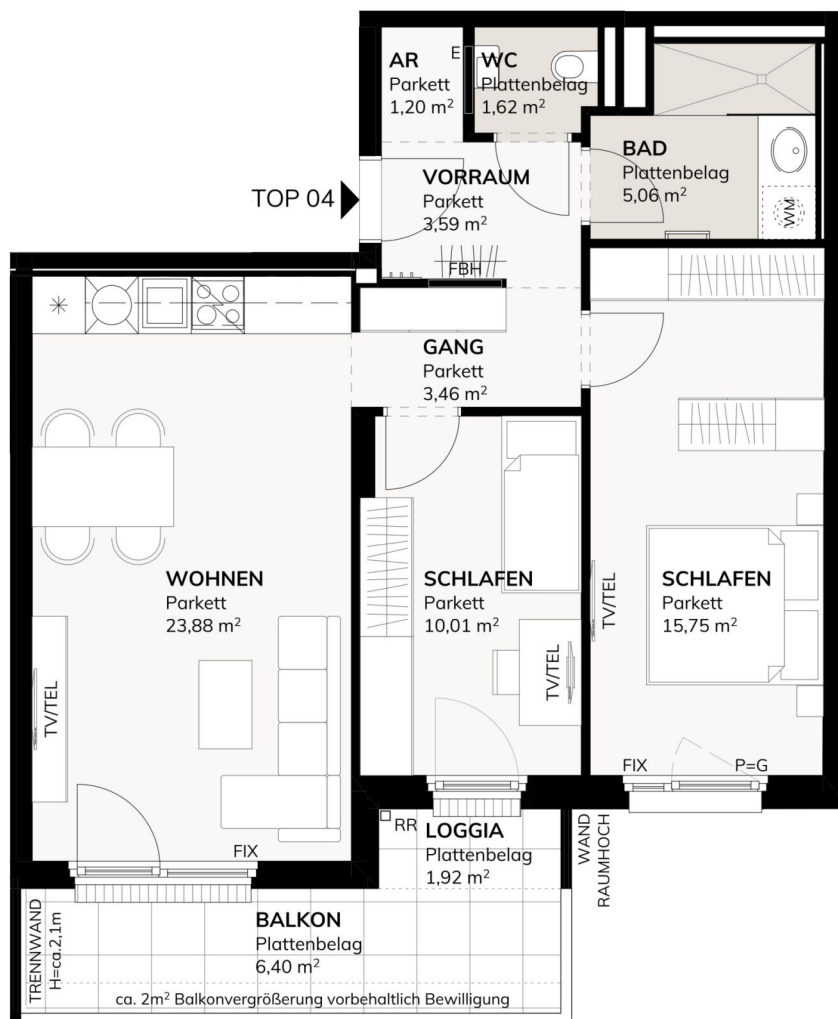 AR
Parkett
1,20 m²
E
WC
Plattenbelag
1,62 m²
BAD
Plattenbelag
5,06 m²
WM
TOP 04
VORRAUM
Parkett
3,59 m²
FBH
GANG
Parkett
3,46 m²
WOHNEN
Parkett
23,88 m²
TV/TEL
SCHLAFEN
Parkett
10,01 m²
TV/TEL
SCHLAFEN
Parkett
15,75 m²
TV/TEL
FIX
P=G
FIX
RR
LOGGIA
Plattenbelag
1,92 m²
WAND
RAUMHOCH
BALKON
Plattenbelag
6,40 m²
TRENNWAND
H=ca.2,1m
ca. 2m² Balkonvergrößerung vorbehaltlich Bewilligung